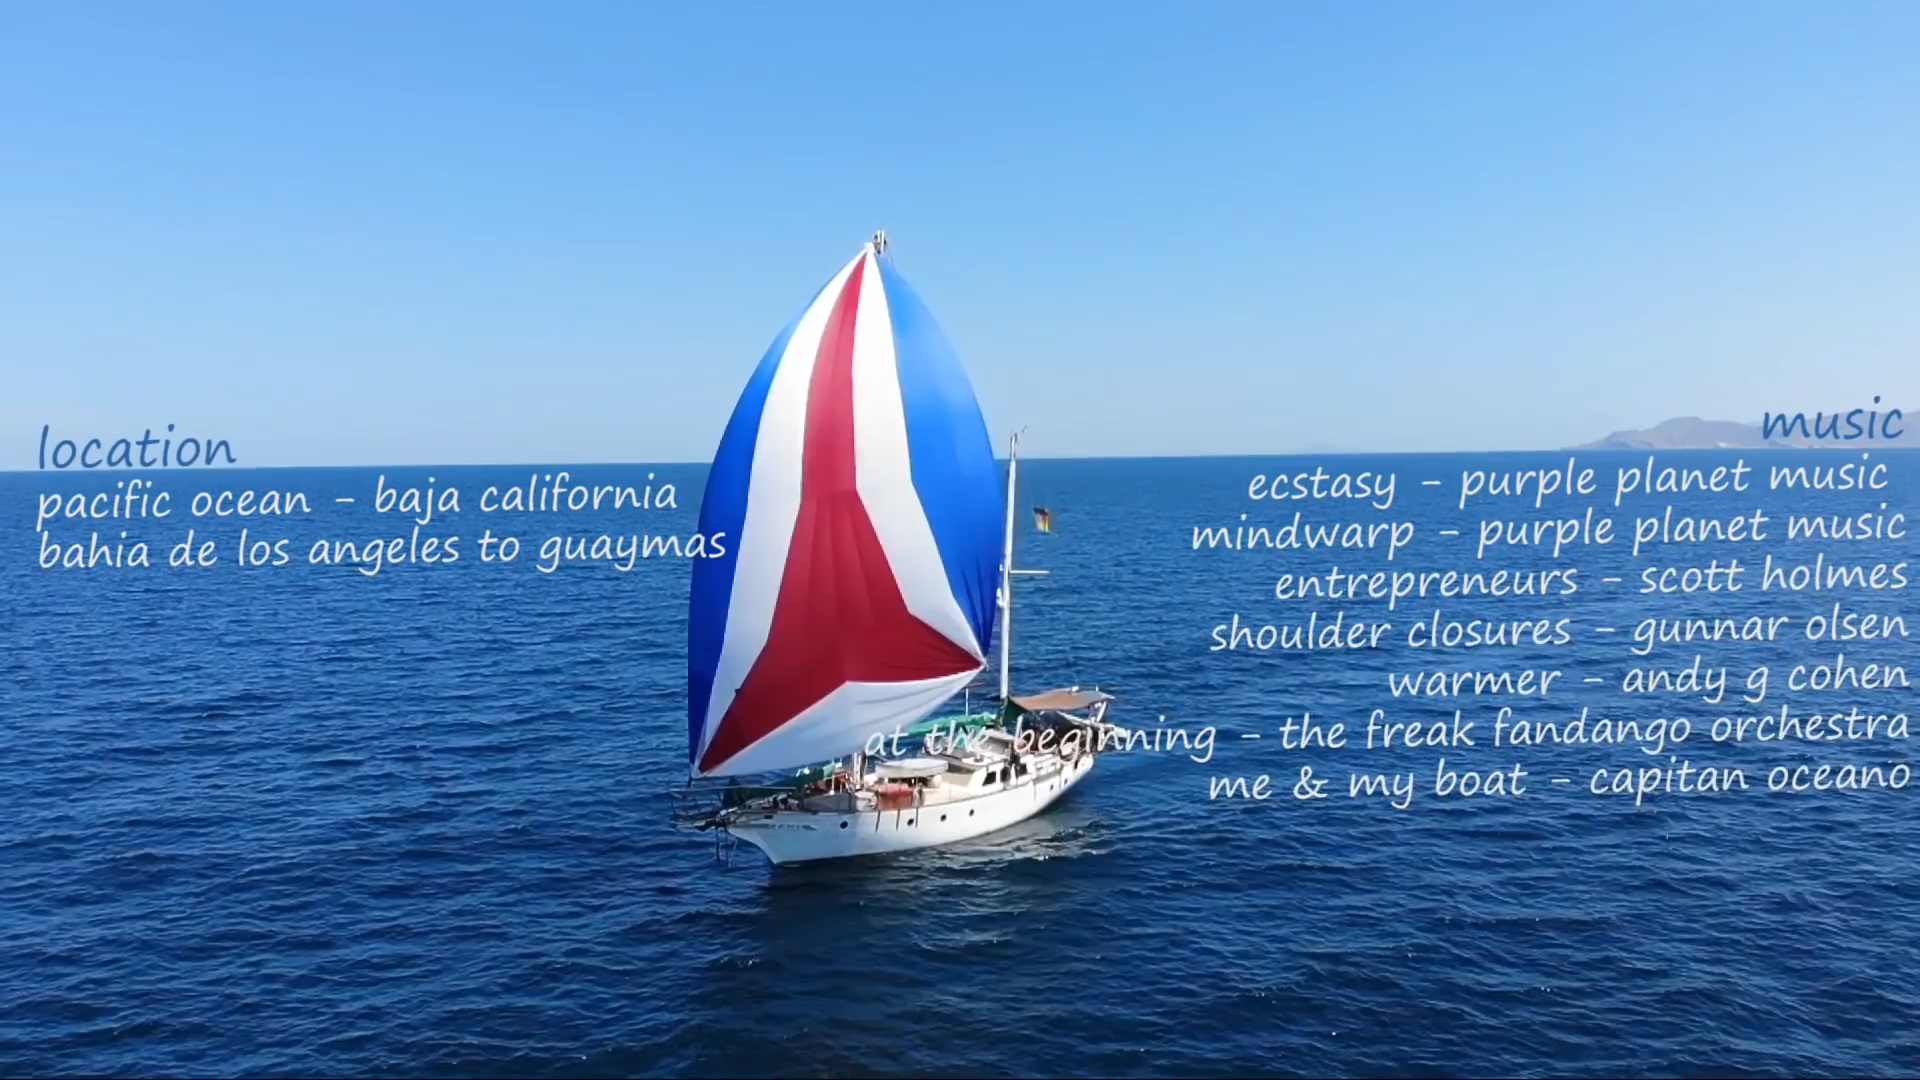 location
pacific ocean - baja california
bahia de los angeles to guaymas
music
ecstasy - purple planet music
mindwarp - purple planet music
entrepreneurs - scott holmes
shoulder closures - gunnar olsen
warmer - andy g cohen
at the beginning - the freak fandango orchestra
me & my boat - capitan oceano